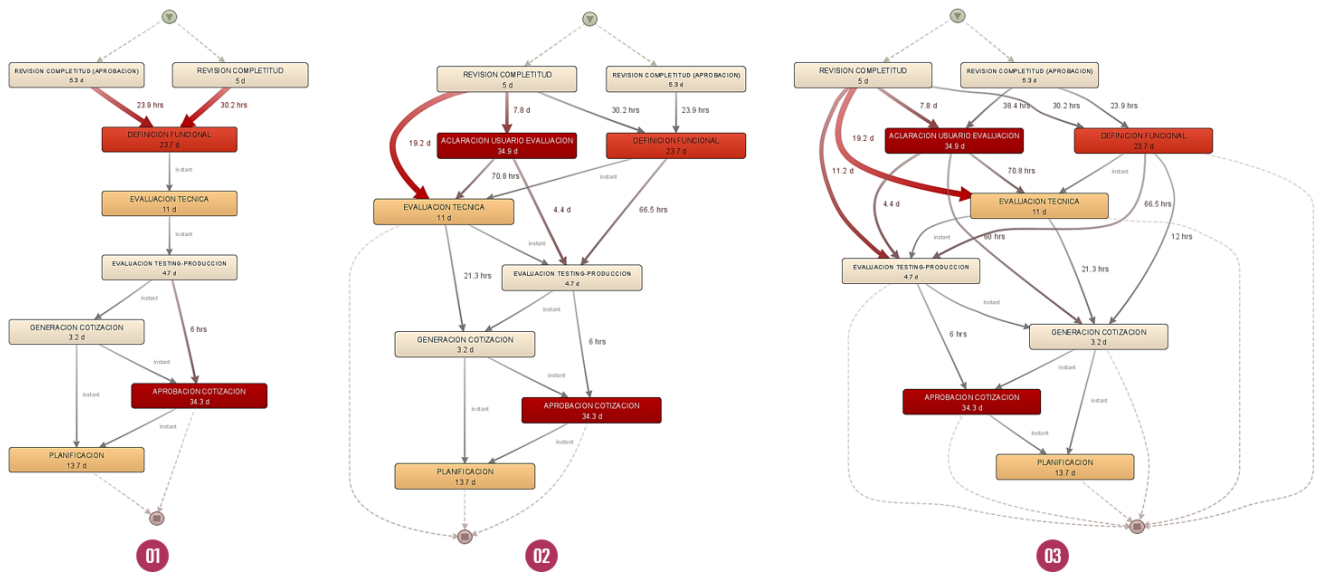 REVISION COMPLETITUD (APROBACION)
5.3 d
REVISION COMPLETITUD
5 d
23.9 hrs
30.2 hrs
DEFINICION FUNCIONAL
23.7 d
instant
EVALUACION TECNICA
11 d
instant
EVALUACION TESTING-PRODUCCION
4.7 d
instant
6 hrs
GENERACION COTIZACION
3.2 d
instant
instant
APROBACION COTIZACION
34.3 d
instant
PLANIFICACION
13.7 d
01
REVISION COMPLETITUD
5 d
REVISION COMPLETITUD (APROBACION)
5.3 d
7.8 d
30.2 hrs
23.9 hrs
19.2 d
ACLARACION USUARIO EVALUACION
34.9 d
DEFINICION FUNCIONAL
23.7 d
70.8 hrs
instant
EVALUACION TECNICA
11 d
4.4 d
66.5 hrs
instant
EVALUACION TESTING-PRODUCCION
4.7 d
21.3 hrs
instant
GENERACION COTIZACION
3.2 d
6 hrs
instant
instant
APROBACION COTIZACION
34.3 d
instant
PLANIFICACION
13.7 d
02
REVISION COMPLETITUD
5 d
REVISION COMPLETITUD (APROBACION)
5.3 d
7.8 d
38.4 hrs
30.2 hrs
23.9 hrs
19.2 d
ACLARACION USUARIO EVALUACION
34.9 d
DEFINICION FUNCIONAL
23.7 d
11.2 d
70.8 hrs
instant
EVALUACION TECNICA
11 d
4.4 d
66.5 hrs
instant
60 hrs
12 hrs
EVALUACION TESTING-PRODUCCION
4.7 d
21.3 hrs
instant
GENERACION COTIZACION
3.2 d
6 hrs
instant
instant
APROBACION COTIZACION
34.3 d
instant
PLANIFICACION
13.7 d
03